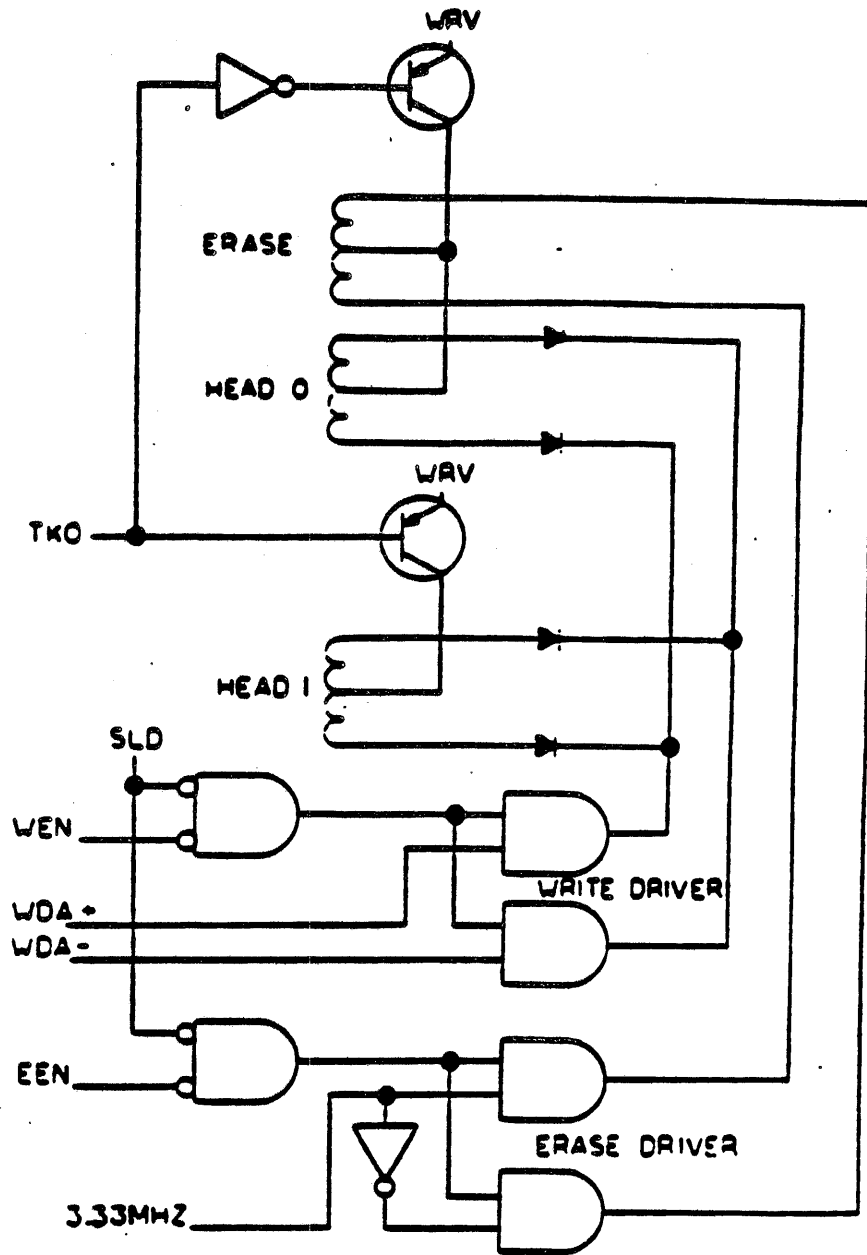 WRV
ERASE
HEAD 0
WRV
TKO
HEAD 1
SLD
WEN
WRITE DRIVER
WDA +
WDA -
EEN
ERASE DRIVER
3.33MHZ